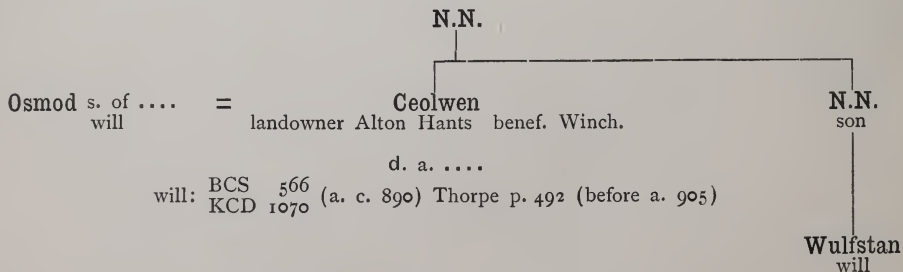 N.N.
Osmod s. of .... = Ceolwen N.N.
will landowner Alton Hants benef. Winch. son
d. a. ....
will: BCS 566 (a. c. 890) Thorpe p. 492 (before a. 905)
KCD 1070
Wulfstan
will